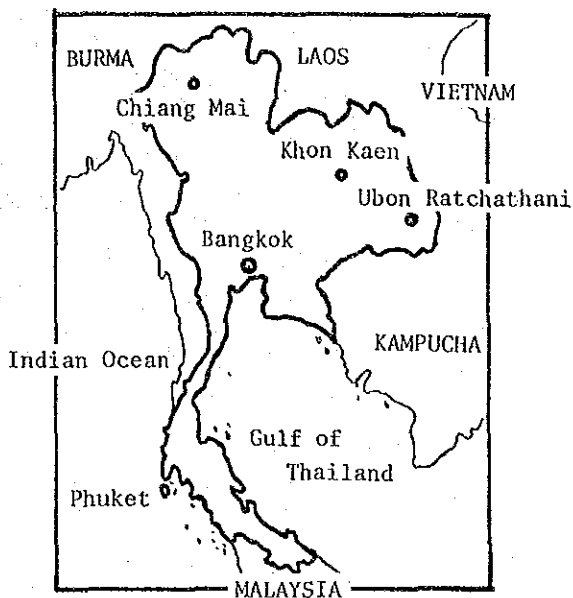 BURMA
LAOS
VIETNAM
Chiang Mai
Khon Kaen
Ubon Ratchathani
Bangkok
KAMPUCHA
Indian Ocean
Gulf of
Thailand
Phuket
MALAYSIA